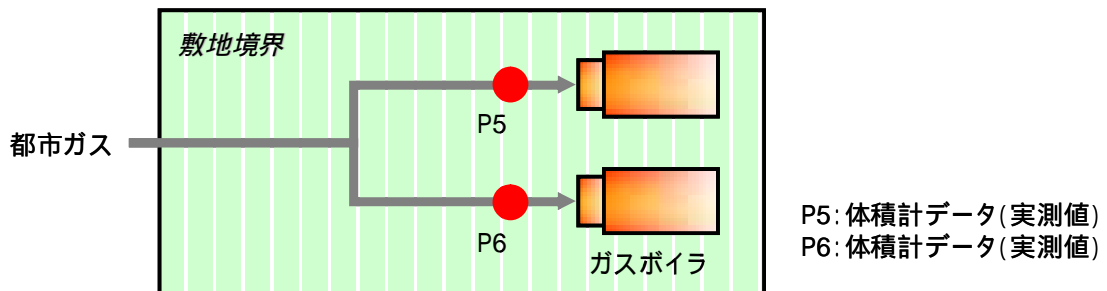 敷地境界
都市ガス
P5
P6
ガスボイラ
P5:体積計データ(実測値)
P6:体積計データ(実測値)